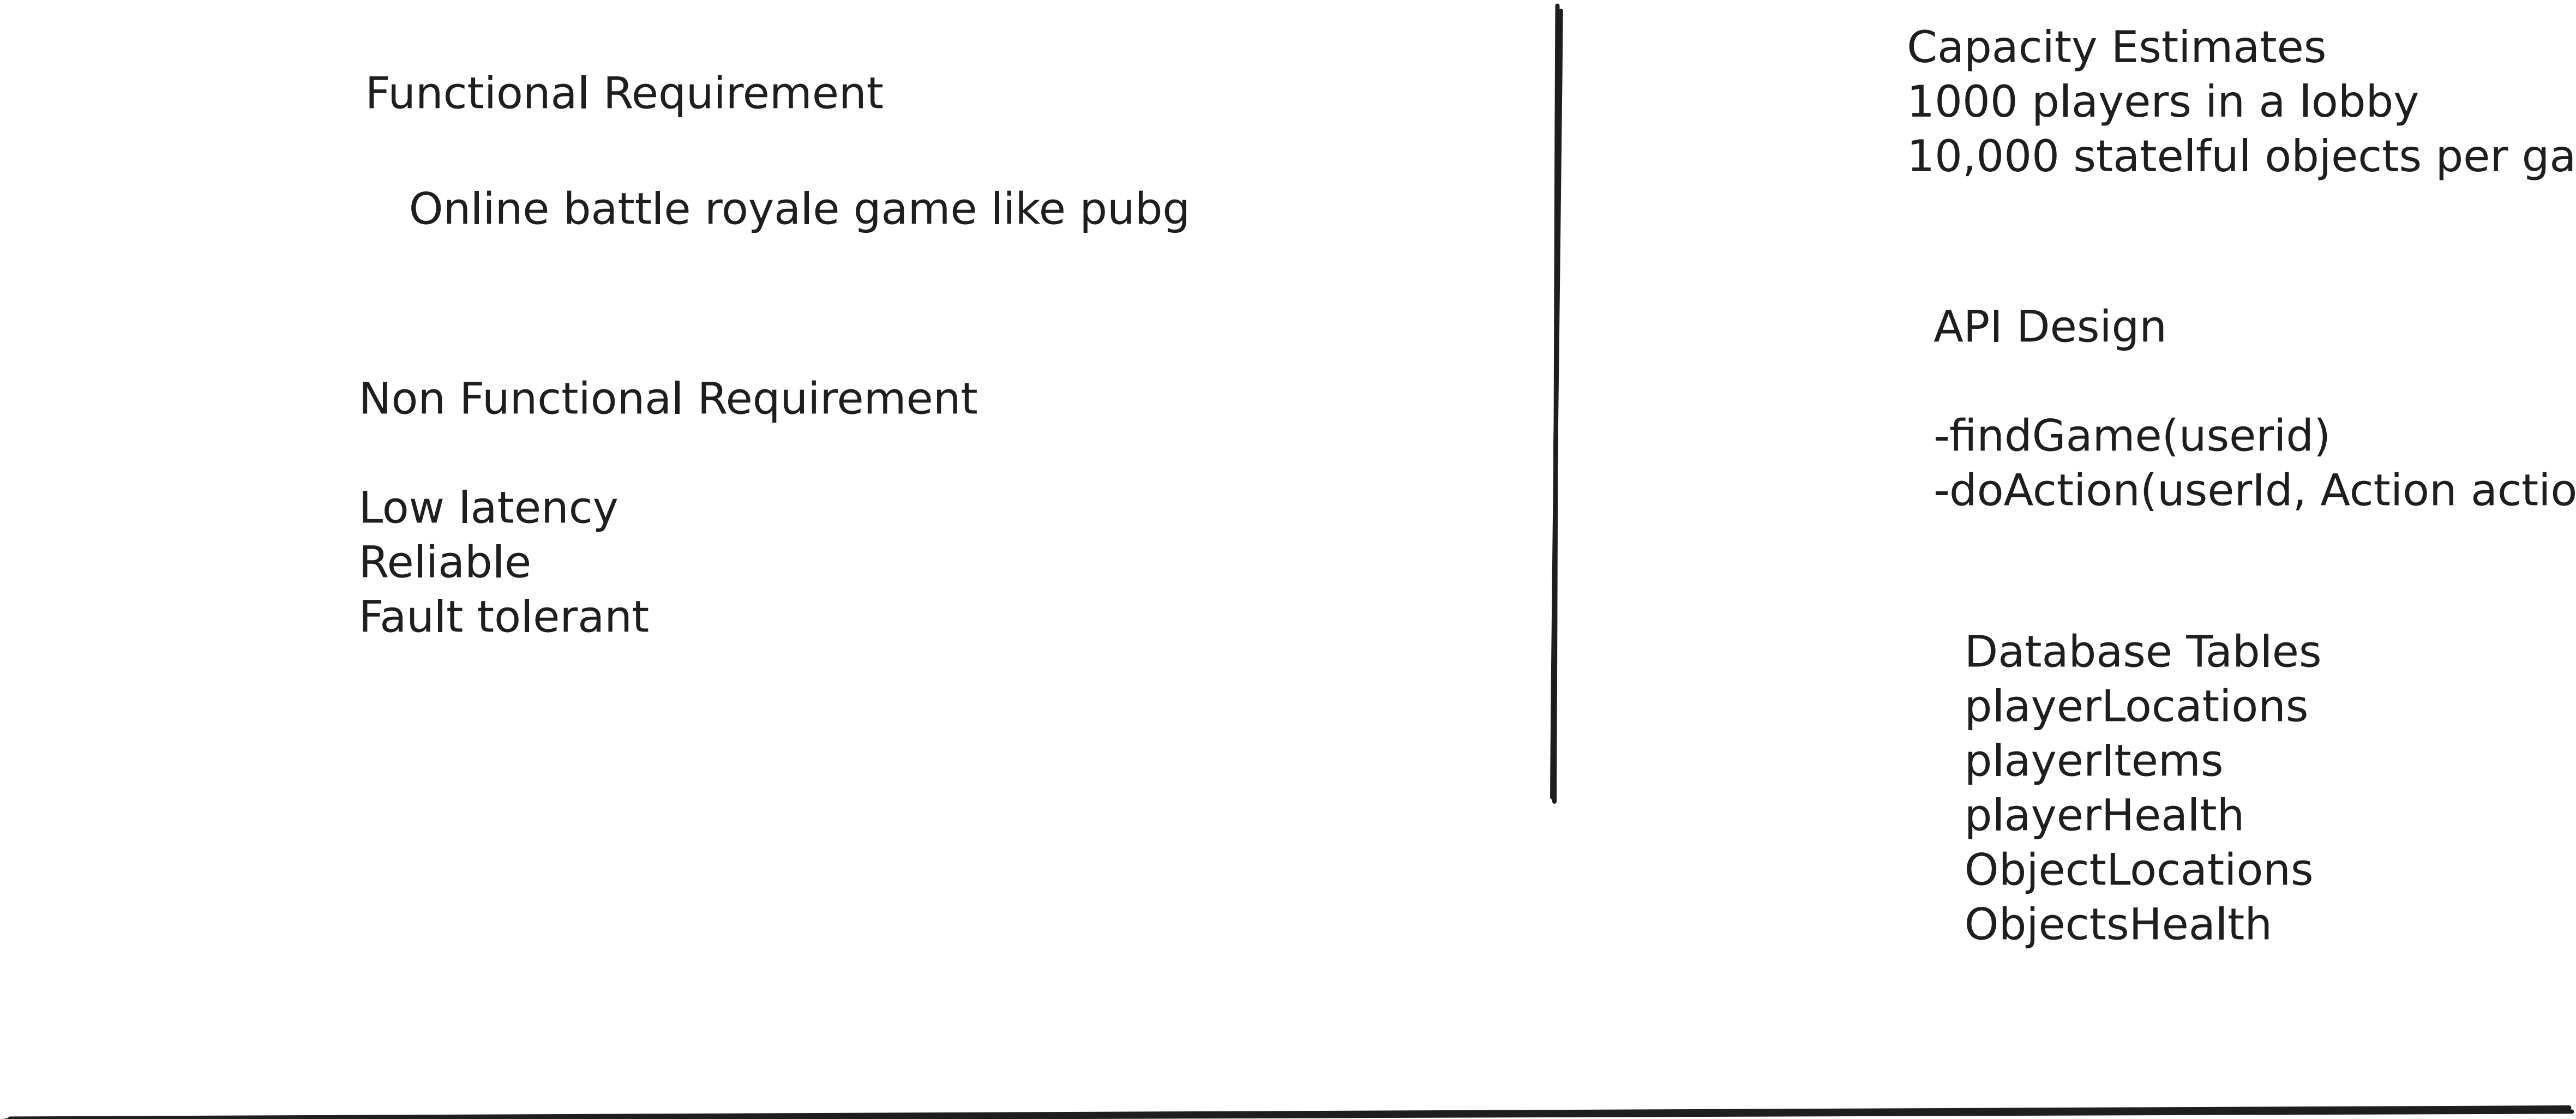 Functional Requirement
Online battle royale game like pubg
Non Functional Requirement
Low latency
Reliable
Fault tolerant
Capacity Estimates
1000 players in a lobby
10,000 statelful objects per ga
API Design
-findGame(userid)
-doAction(userId, Action actio
Database Tables
playerLocations
playerItems
playerHealth
ObjectLocations
ObjectsHealth